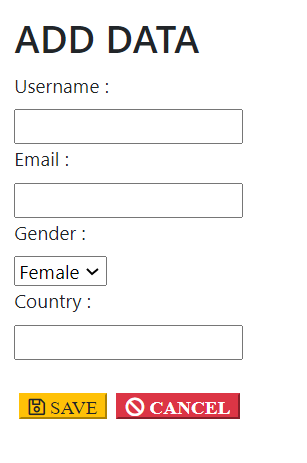 ADD DATA
Username :
Email :
Gender :
Female
Country :
SAVE CANCEL